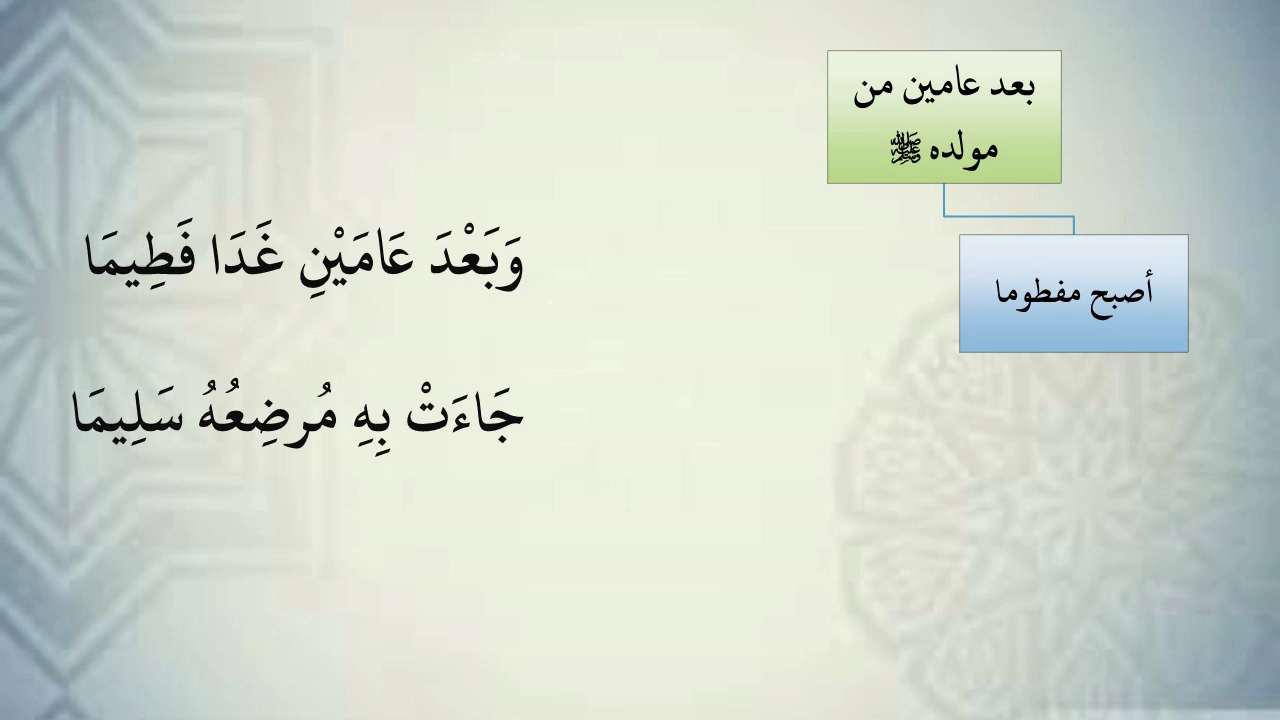 بعد عامين من
مولده ﷺ
أصبح مفطوما
وَبَعْدَ عَامَيْنِ غَدَا فَطِيمَا
جَاءَتْ بِهِ مُرضِعُهُ سَلِيمَا